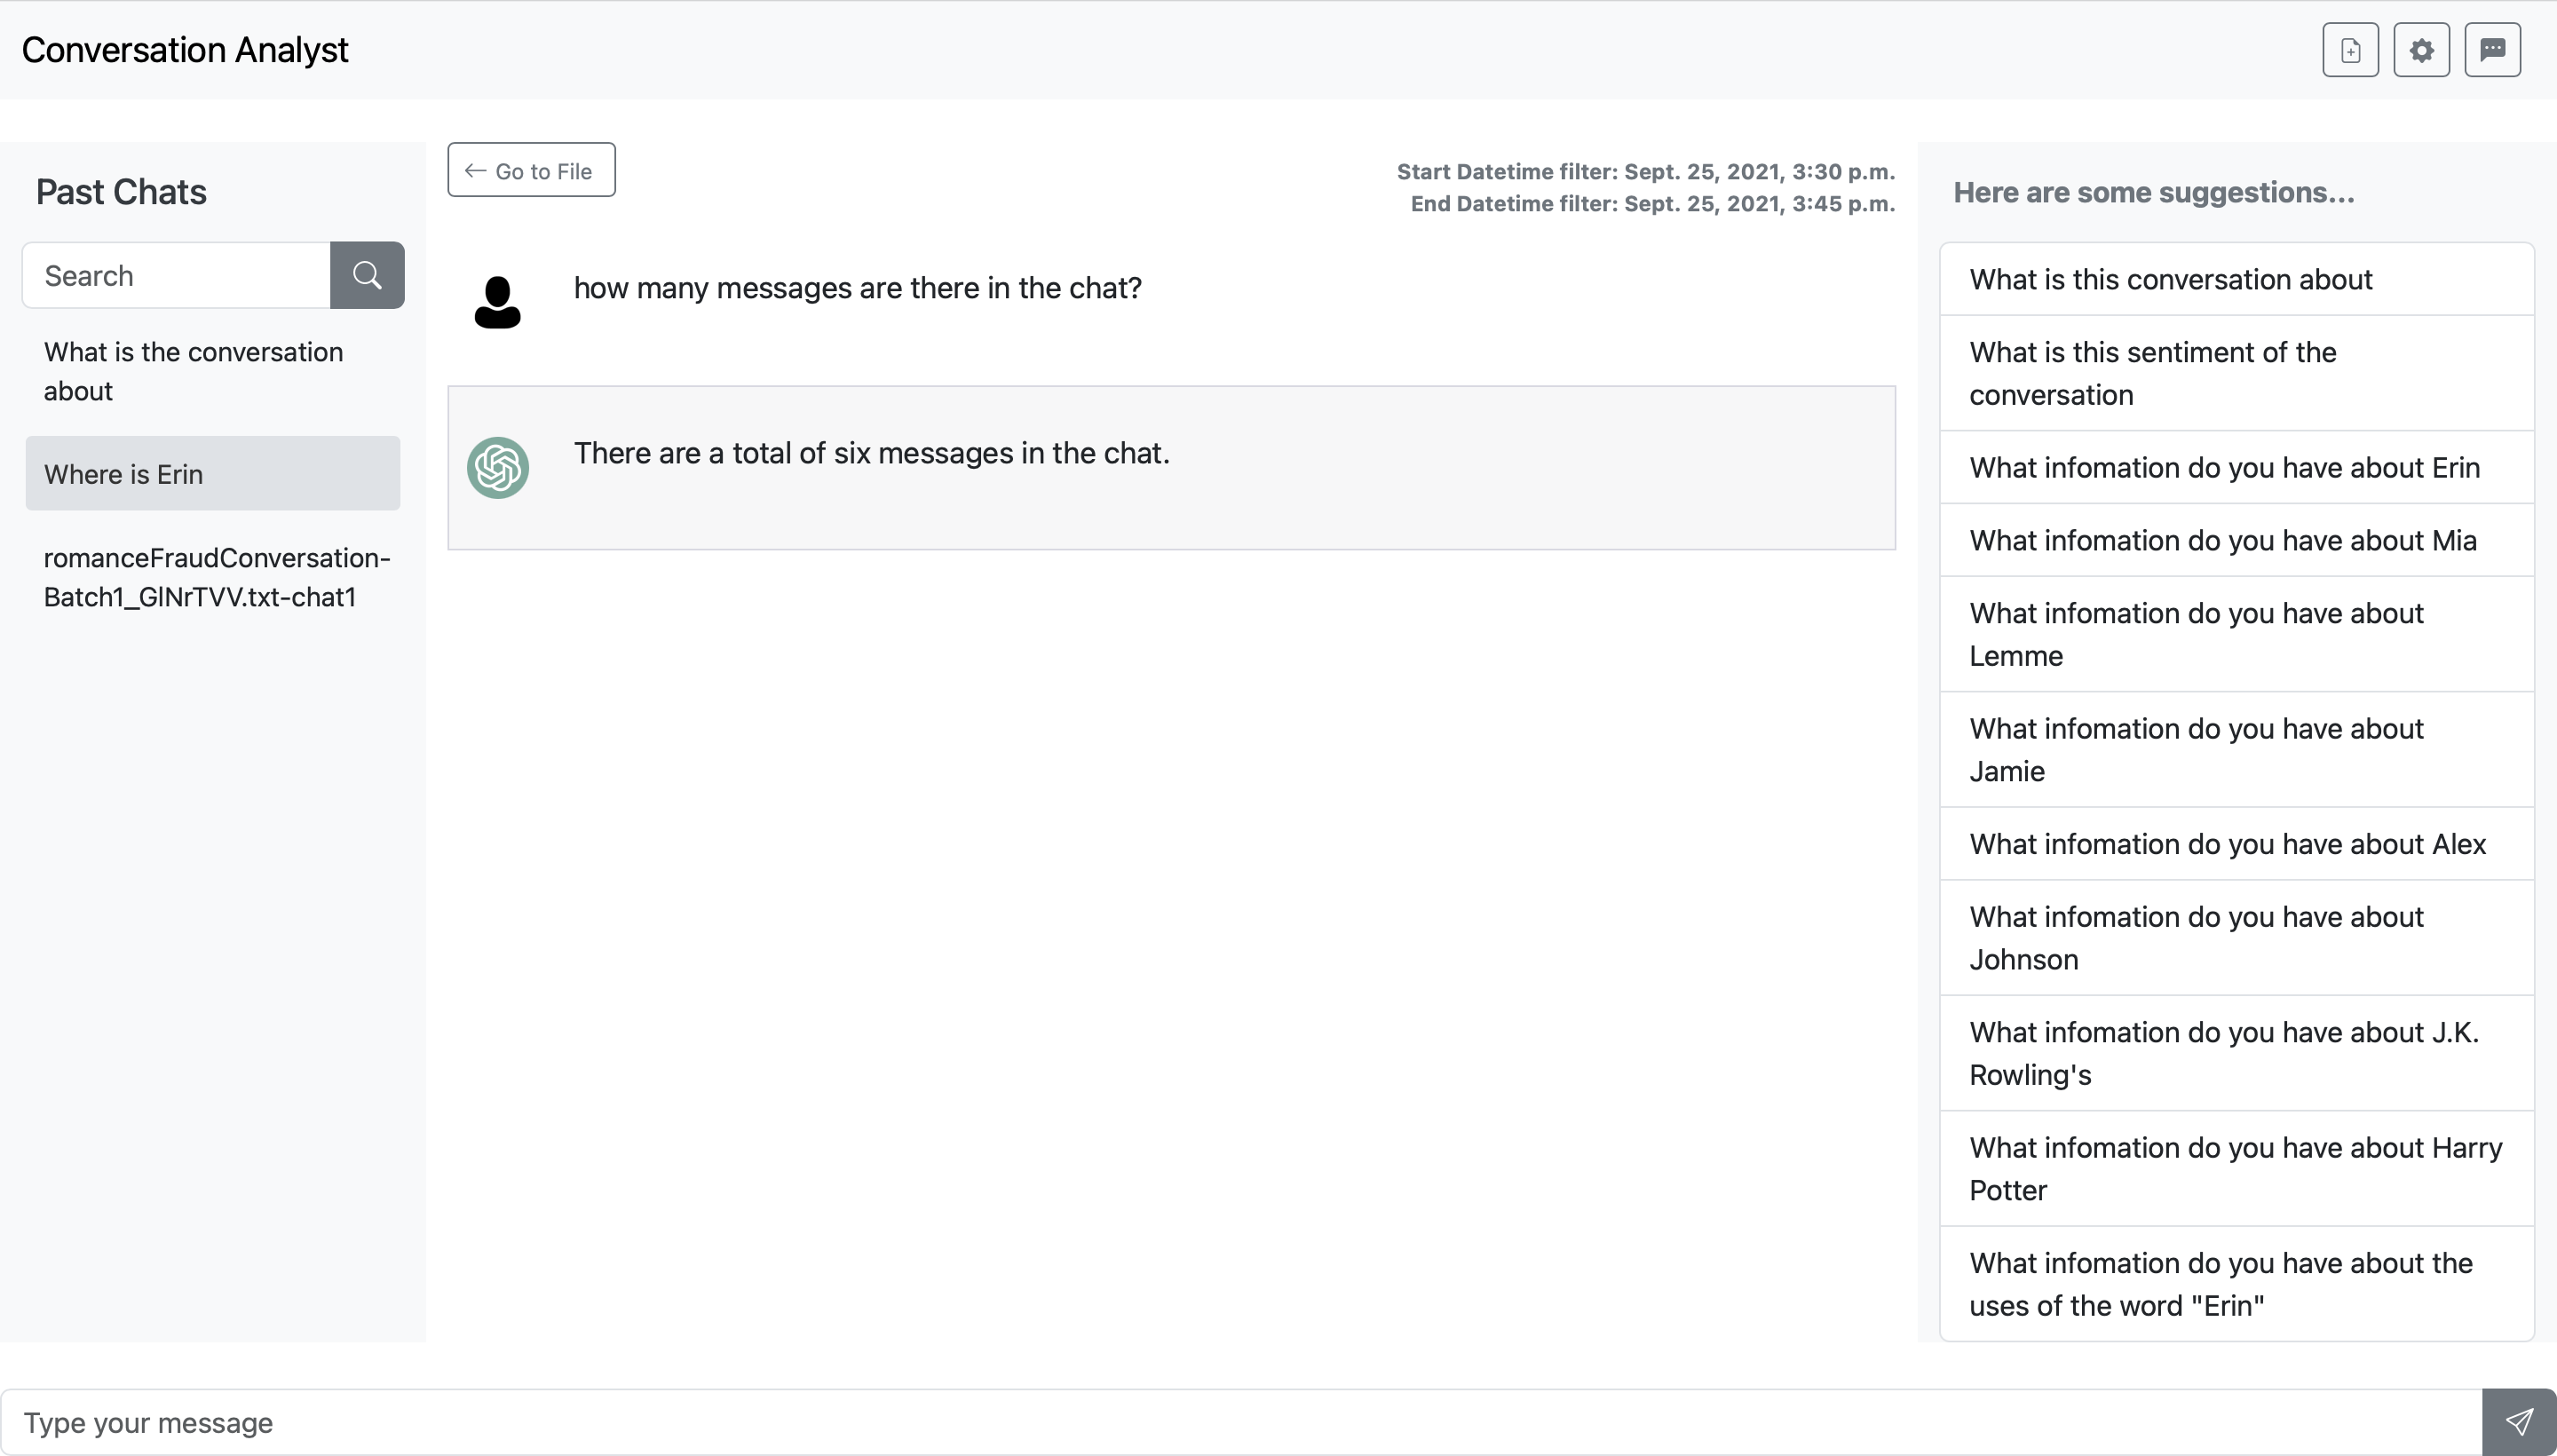 Conversation Analyst
Past Chats
Search
What is the conversation
about
Where is Erin
romanceFraudConversation-
Batch1_GlNrTVV.txt-chat1
Go to File
Start Datetime filter: Sept. 25, 2021, 3:30 p.m.
End Datetime filter: Sept. 25, 2021, 3:45 p.m.
how many messages are there in the chat?
There are a total of six messages in the chat.
Here are some suggestions...
What is this conversation about
What is this sentiment of the
conversation
What infomation do you have about Erin
What infomation do you have about Mia
What infomation do you have about
Lemme
What infomation do you have about
Jamie
What infomation do you have about Alex
What infomation do you have about
Johnson
What infomation do you have about J.K.
Rowling's
What infomation do you have about Harry
Potter
What infomation do you have about the
uses of the word "Erin"
Type your message